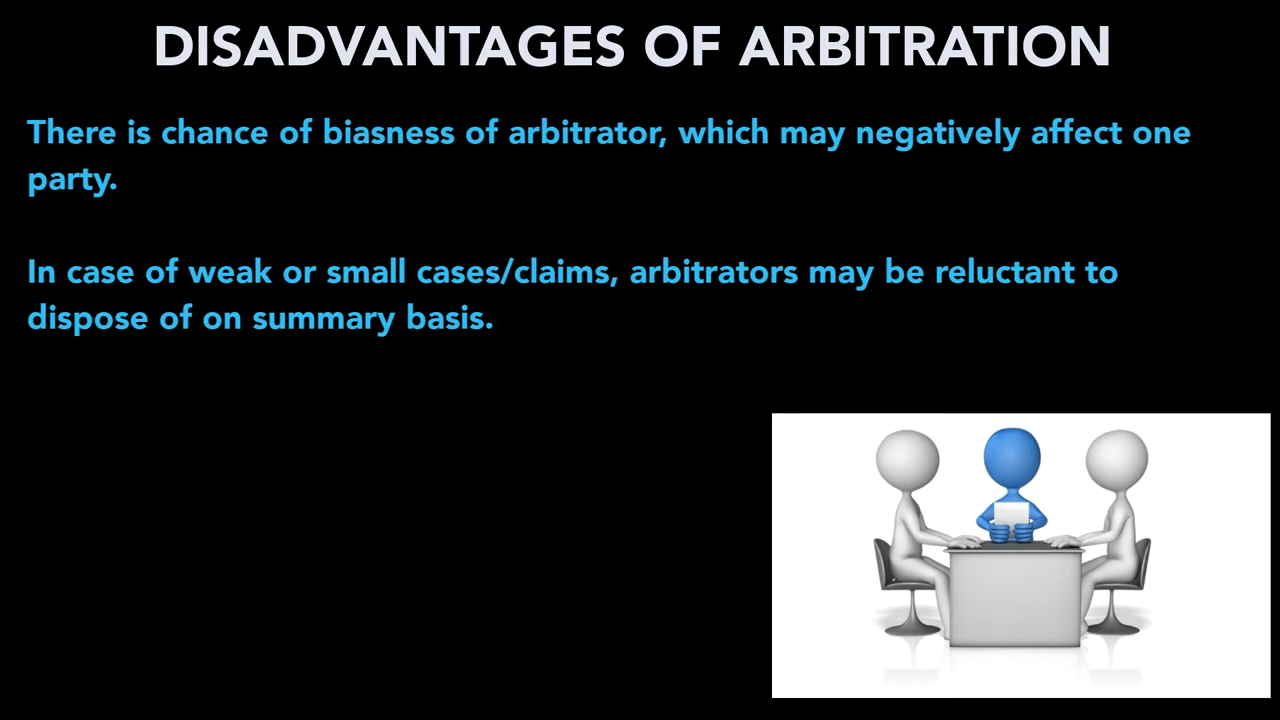 DISADVANTAGES OF ARBITRATION
There is chance of biasness of arbitrator, which may negatively affect one
party.
In case of weak or small cases/claims, arbitrators may be reluctant to
dispose of on summary basis.